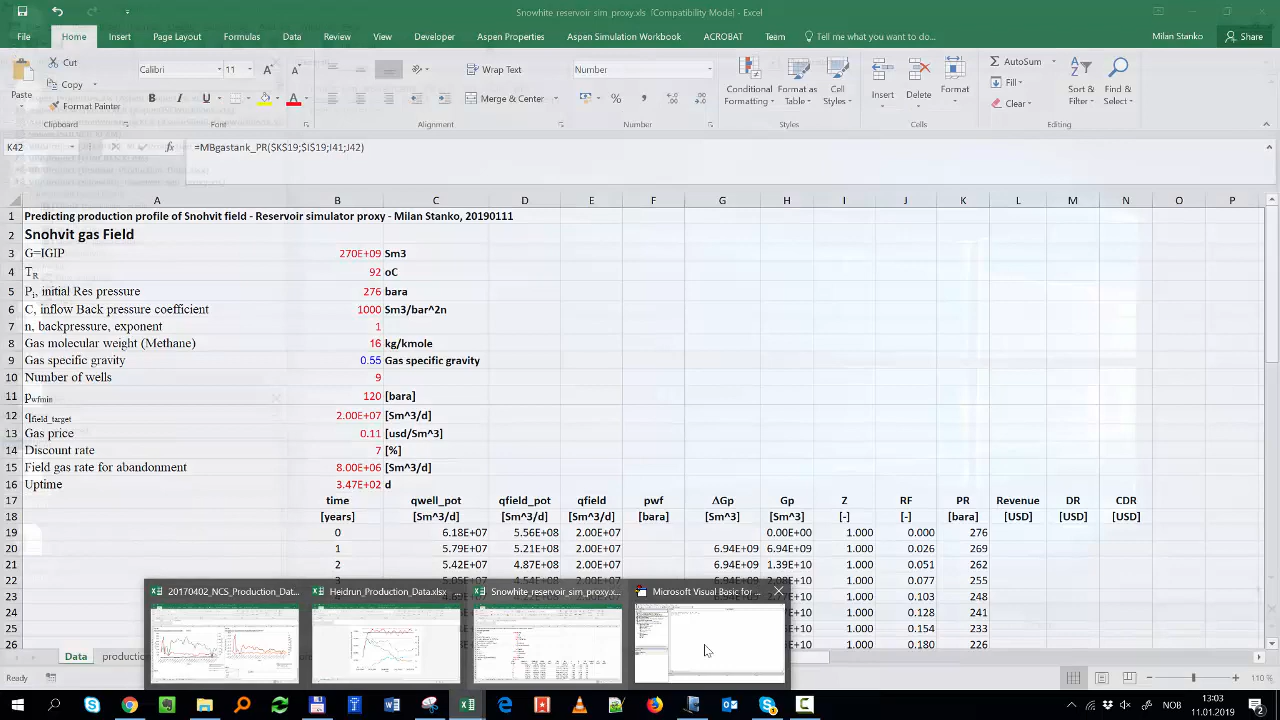 Snowhite reservoir sim proxy.xls [Compatibility Mode] - Excel
File Home Insert Page Layout Formulas Data Review View Developer Aspen Properties Aspen Simulation Workbook ACROBAT Team Tell me what you want to do... Milan Stanko Share
Paste Cut Copy Format Painter
Calibri 11 B I U
Wrap Text Merge & Center
Number %
Conditional Formatting Format as Table Cell Styles
Insert Delete Format
AutoSum Fill Clear
Sort & Filter Find & Select
Alignment Number Styles Cells Editing
K42 fx =MBgastank_PR($K$19;$I$19;I41;J42)
A B C D E F G H I J K L M N O P
1 Predicting production profile of Snohvit field - Reservoir simulator proxy - Milan Stanko, 20190111
2 Snohvit gas Field
3 G=IGIP 270E+09 Sm3
4 TR 92 oC
5 Pi, initial Res pressure 276 bara
6 C, inflow Back pressure coefficient 1000 Sm3/bar^2n
7 n, backpressure, exponent 1
8 Gas molecular weight (Methane) 16 kg/kmole
9 Gas specific gravity 0.55 Gas specific gravity
10 Number of wells 9
11 pwfmin 120 [bara]
12 qfield_target 2.00E+07 [Sm^3/d]
13 Gas price 0.11 [usd/Sm^3]
14 Discount rate 7 [%]
15 Field gas rate for abandonment 8.00E+06 [Sm^3/d]
16 Uptime 3.47E+02 d
17 time qwell_pot qfield_pot qfield pwf ΔGp Gp Z RF PR Revenue DR CDR
18 [years] [Sm^3/d] [Sm^3/d] [Sm^3/d] [bara] [Sm^3] [Sm^3] [-] [-] [bara] [USD] [USD] [USD]
19 0 6.18E+07 5.56E+08 2.00E+07 0.00E+00 1.000 0.000 276
20 1 5.79E+07 5.21E+08 2.00E+07 6.94E+09 6.94E+09 1.000 0.026 269
21 2 5.42E+07 4.87E+08 2.00E+07 6.94E+09 1.39E+10 1.000 0.051 262
22 1.000 0.077 255
23 1.000 0.103 248
24 E+10 1.000 0.128 241
25 E+10 1.000 0.154 233
26 E+10 1.000 0.180 226
20170402_NCS_Production_Dat... Heidrun_Production_Data.xlsx Snowhite reservoir_sim proxy.x... Microsoft Visual Basic for ...
Data
Ready 110 %
NOB 13:03
11.01.2019 2